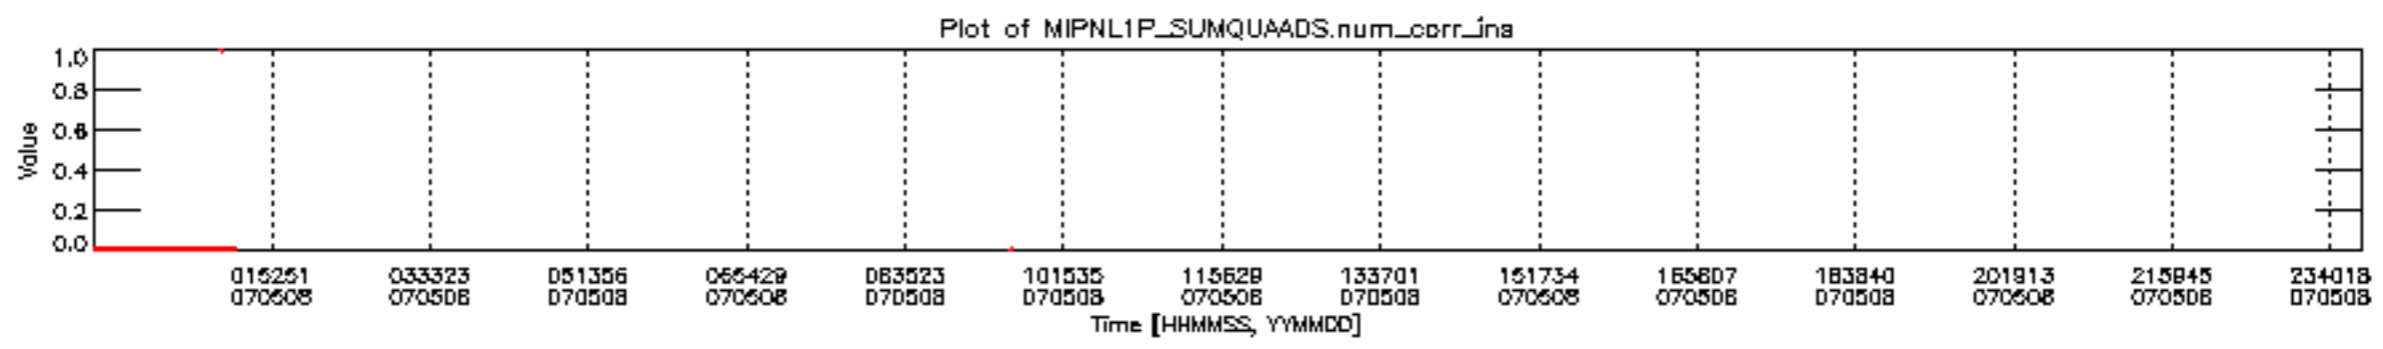 Plot of MIPNL1P_SUMQUAADS.num_corr_ins
1.0
0.8
0.6
0.4
0.2
0.0
Value
015251 033323 051356 065429 083523 101535 115629 133701 151734 165807 183840 201913 215945 234018
070508 070508 070508 070508 070508 070508 070508 070508 070508 070508 070508 070508 070508 070508
Time [HHMMSS, YYMMDD]